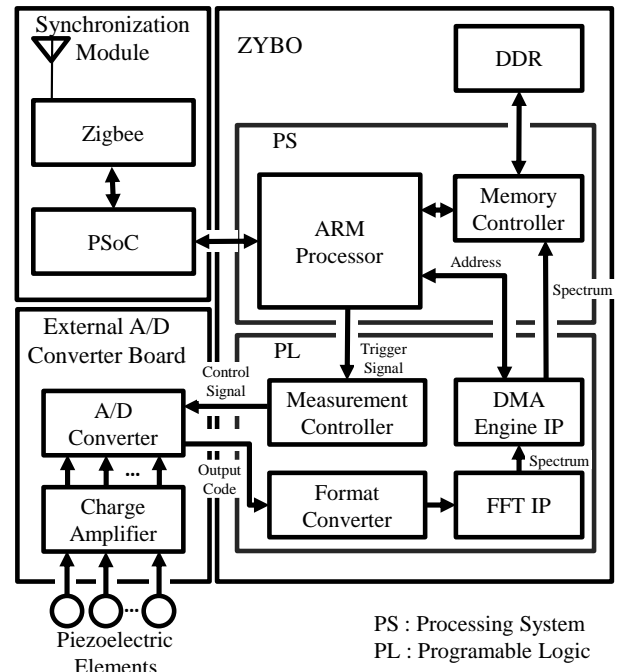 Synchronization
Module
Zigbee
PSoC
ZYBO
DDR
PS
ARM
Processor
Memory
Controller
Address
Spectrum
External A/D
Converter Board
A/D
Converter
...
Charge
Amplifier
...
Piezoelectric
Elements
Control
Signal
Output
Code
PL
Trigger
Signal
Measurement
Controller
DMA
Engine IP
Spectrum
Format
Converter
FFT IP
PS : Processing System
PL : Programable Logic